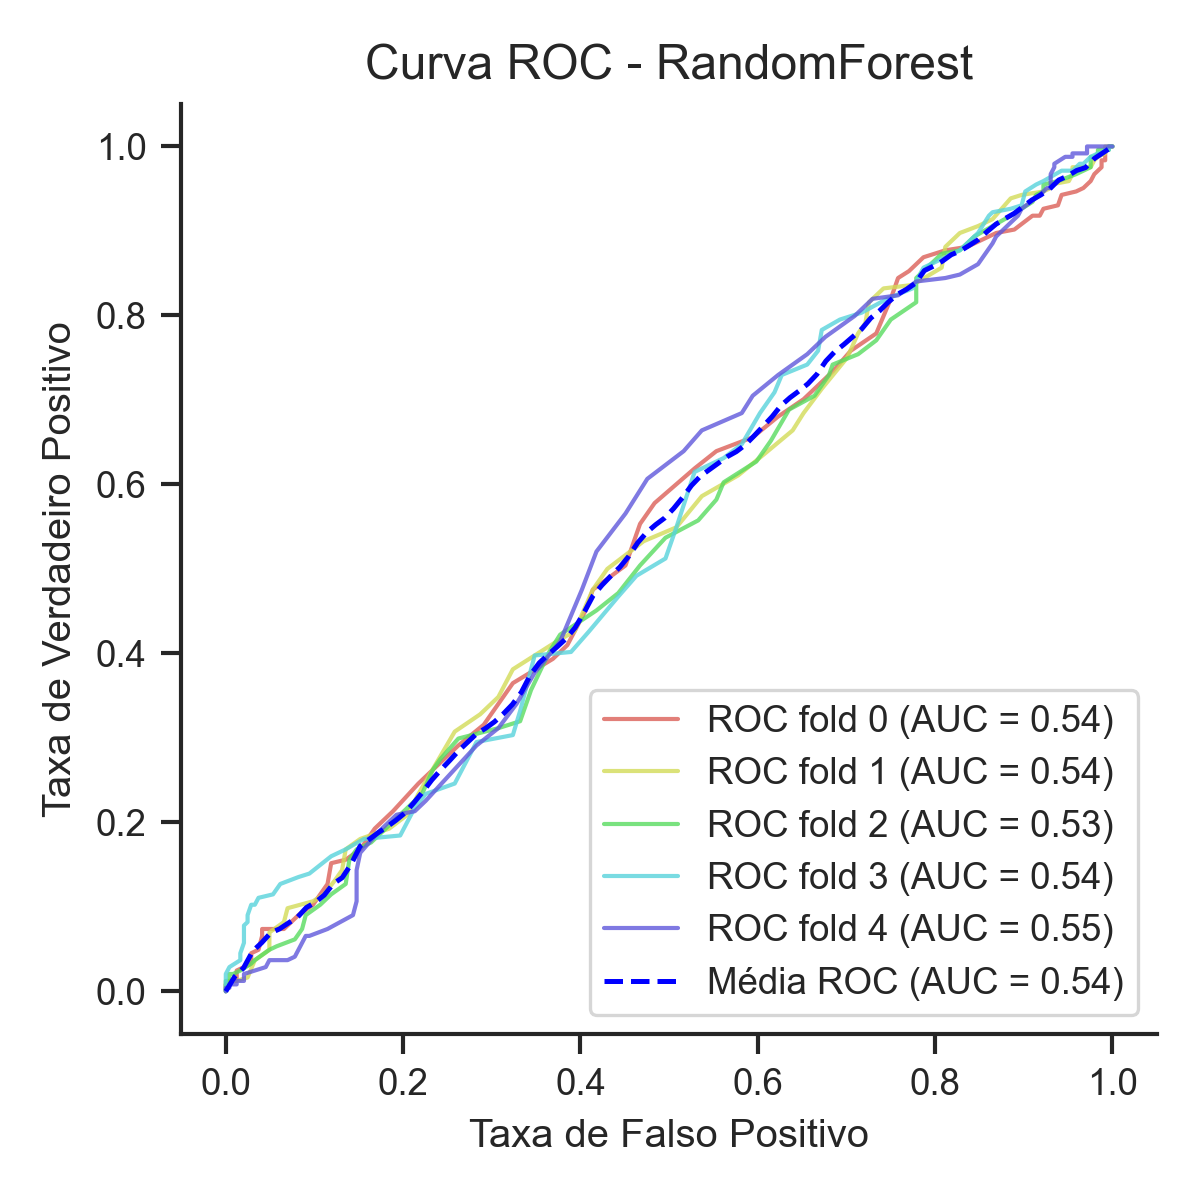 Curva ROC - RandomForest
1.0
0.8
0.6
0.4
0.2
0.0
Taxa de Verdadeiro Positivo
ROC fold 0 (AUC = 0.54)
ROC fold 1 (AUC = 0.54)
ROC fold 2 (AUC = 0.53)
ROC fold 3 (AUC = 0.54)
ROC fold 4 (AUC = 0.55)
Média ROC (AUC = 0.54)
0.0 0.2 0.4 0.6 0.8 1.0
Taxa de Falso Positivo